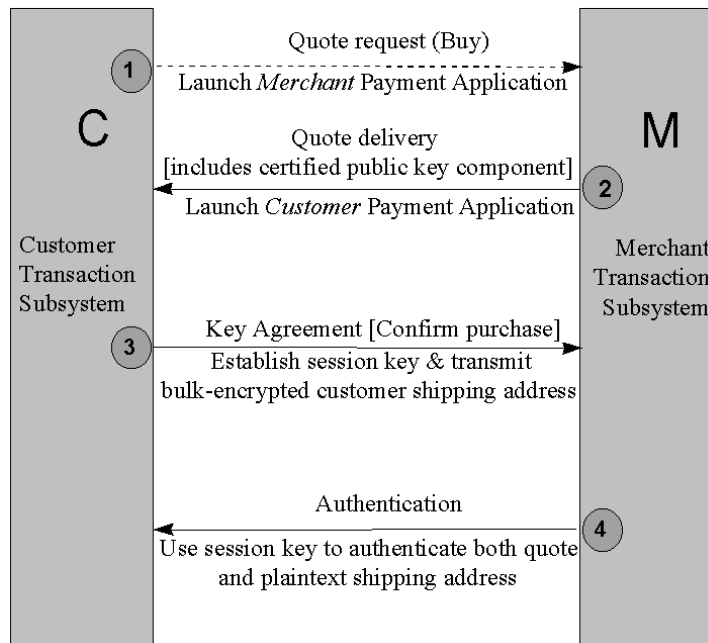 Quote request (Buy)
1
Launch Merchant Payment Application
C
M
Quote delivery
[includes certified public key component]
2
Launch Customer Payment Application
Customer
Transaction
Subsystem
Merchant
Transaction
Subsystem
3
Key Agreement [Confirm purchase]
Establish session key & transmit
bulk-encrypted customer shipping address
Authentication
4
Use session key to authenticate both quote
and plaintext shipping address